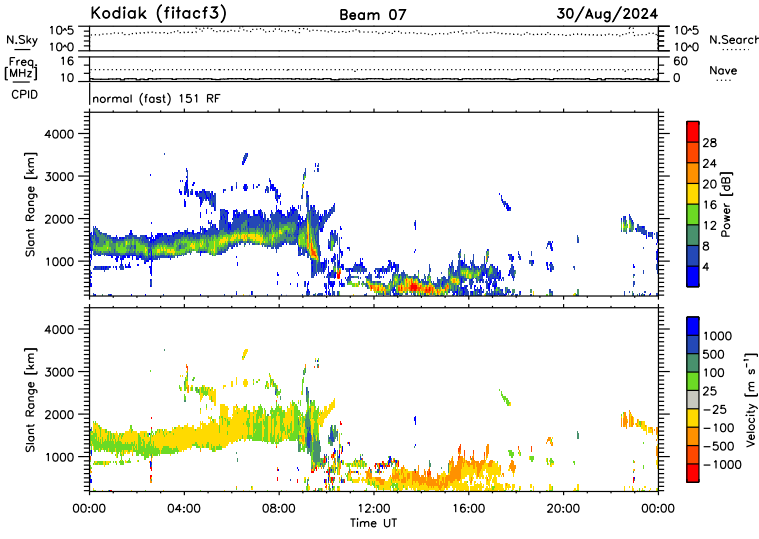 Kodiak (fitacf3) Beam 07 30/Aug/2024
N.Sky 10^5 10^0 10^5 10^0 N.Search
Freq. [MHz] 16 10 60 0 Nave
CPID normal (fast) 151 RF
Slant Range [km] 4000 3000 2000 1000
28 24 20 16 12 8 4 Power [dB]
Slant Range [km] 4000 3000 2000 1000
1000 500 100 25 −25 −100 −500 −1000 Velocity [m s⁻¹]
00:00 04:00 08:00 12:00 16:00 20:00 00:00
Time UT